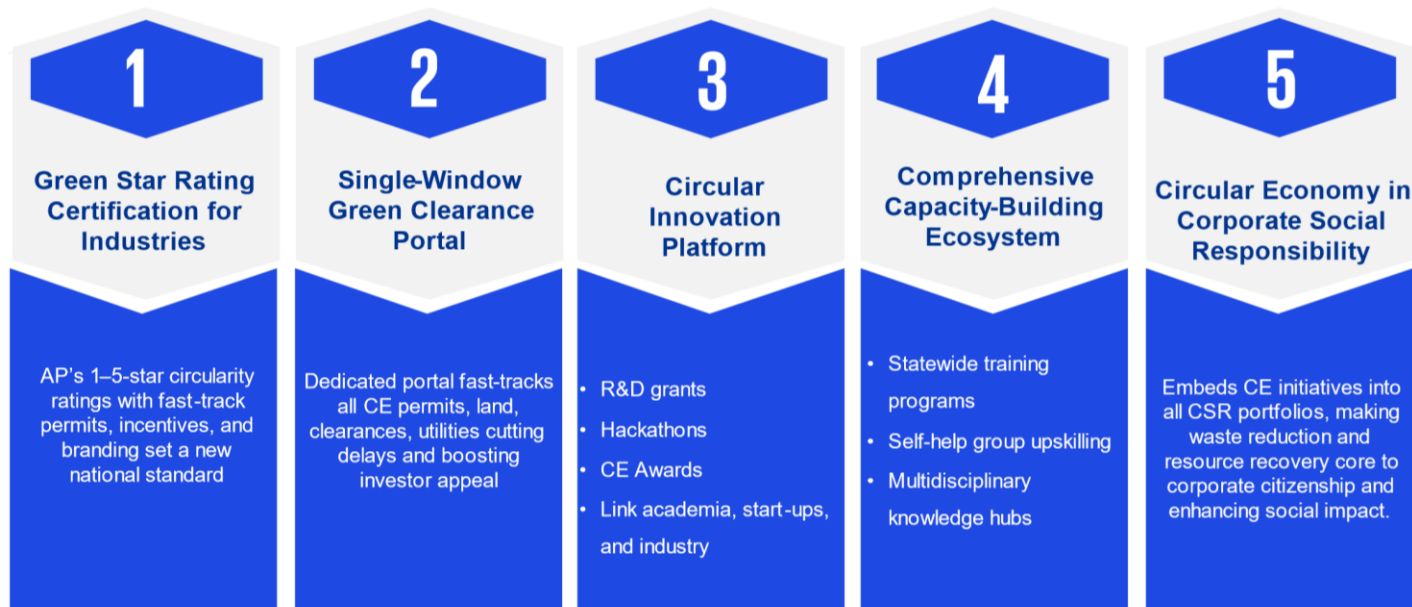 1
Green Star Rating
Certification for
Industries
AP's 1–5-star circularity
ratings with fast-track
permits, incentives, and
branding set a new
national standard
2
Single-Window
Green Clearance
Portal
Dedicated portal fast-tracks
all CE permits, land,
clearances, utilities cutting
delays and boosting
investor appeal
3
Circular
Innovation
Platform
• R&D grants
• Hackathons
• CE Awards
• Link academia, start-ups,
and industry
4
Comprehensive
Capacity-Building
Ecosystem
• Statewide training
programs
• Self-help group upskilling
• Multidisciplinary
knowledge hubs
5
Circular Economy in
Corporate Social
Responsibility
Embeds CE initiatives into
all CSR portfolios, making
waste reduction and
resource recovery core to
corporate citizenship and
enhancing social impact.